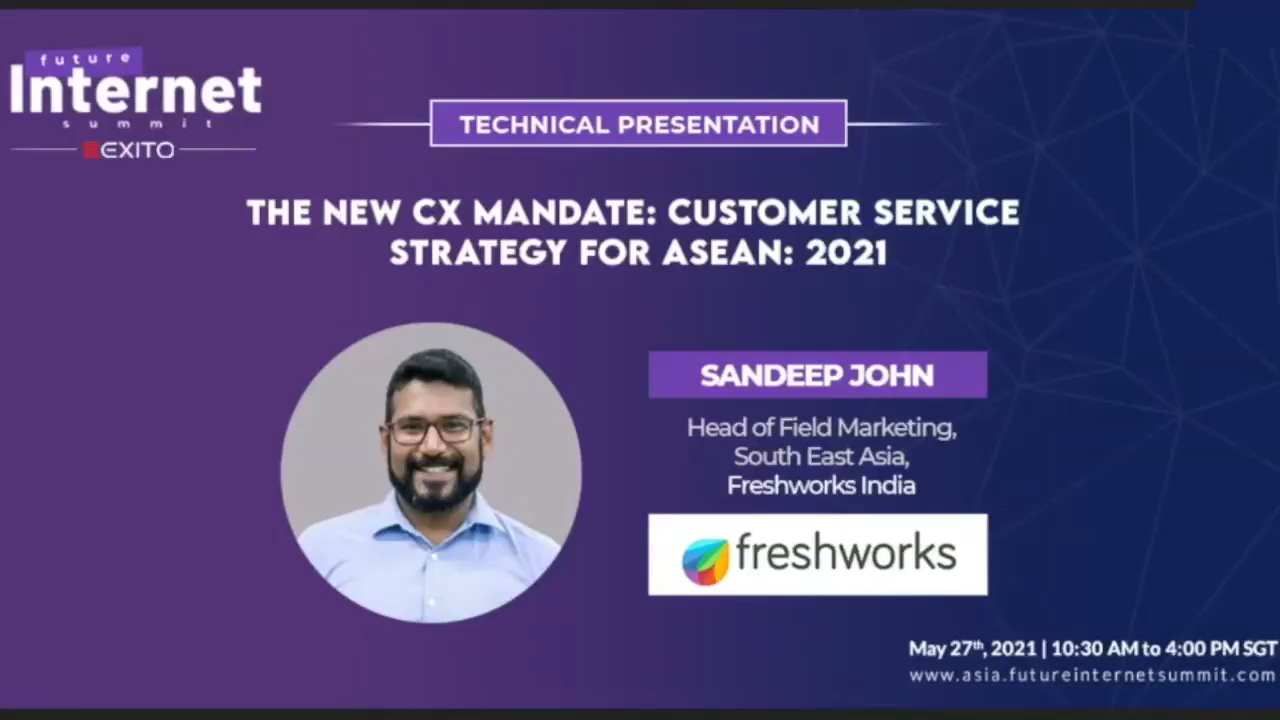 future
Internet
summit
EXITO
TECHNICAL PRESENTATION
THE NEW CX MANDATE: CUSTOMER SERVICE
STRATEGY FOR ASEAN: 2021
SANDEEP JOHN
Head of Field Marketing,
South East Asia,
Freshworks India
freshworks
May 27th, 2021 | 10:30 AM to 4:00 PM SGT
www.asia.futureinternetsummit.com